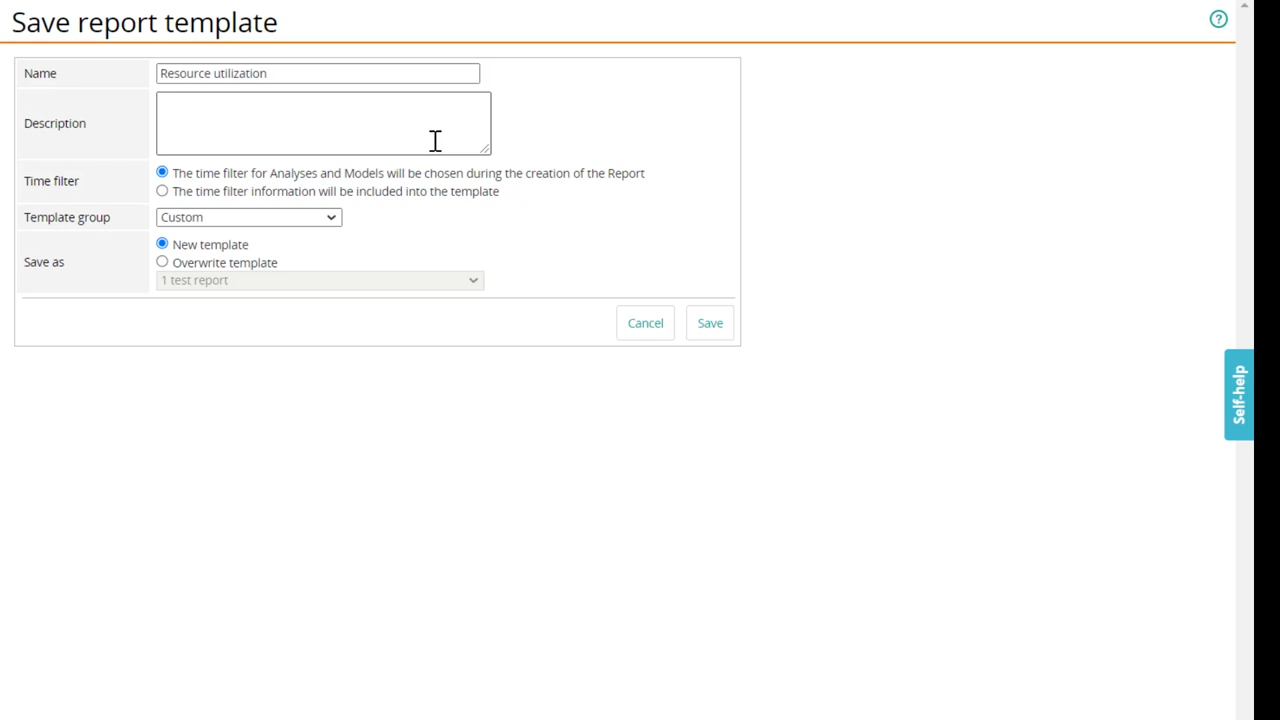 Save report template
?
Name
Resource utilization
Description
Time filter
The time filter for Analyses and Models will be chosen during the creation of the Report
The time filter information will be included into the template
Template group
Custom
Save as
New template
Overwrite template
1 test report
Cancel
Save
Self-help